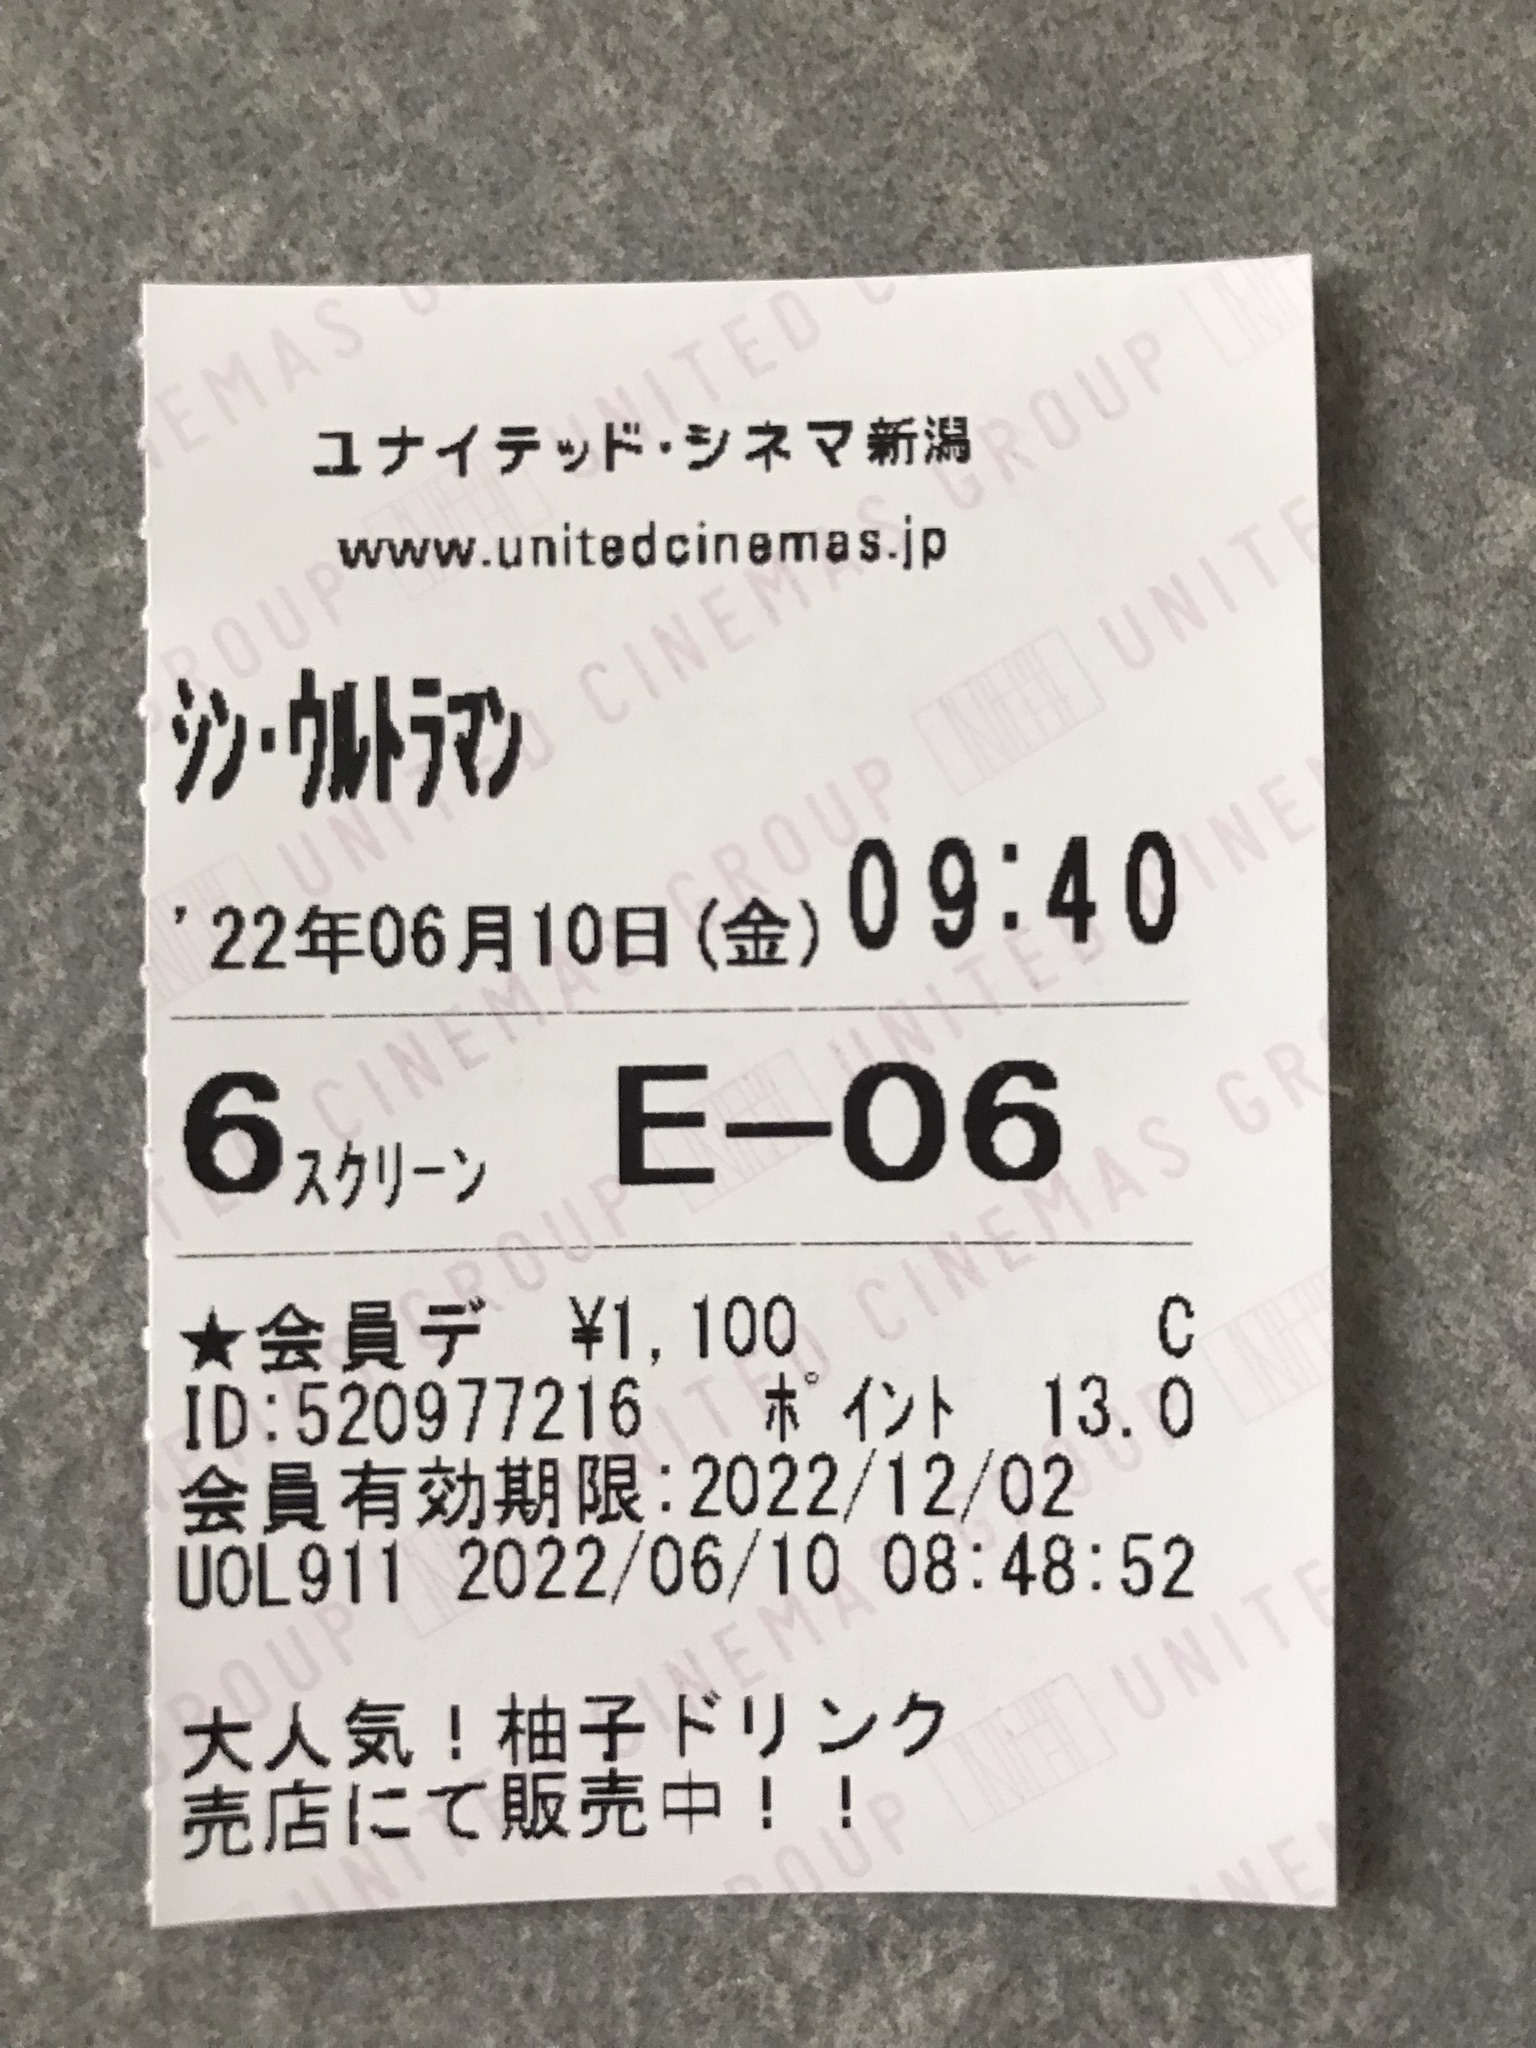 ユナイテッド・シネマ新潟
www.unitedcinemas.jp
シン・ウルトラマン
'22年06月10日(金) 09:40
6スクリーン E-06
★会員デ ¥1,100 C
ID:520977216 ポイント 13.0
会員有効期限:2022/12/02
UOL911 2022/06/10 08:48:52
大人気!柚子ドリンク
売店にて販売中!!
UNITED CINEMAS GROUP